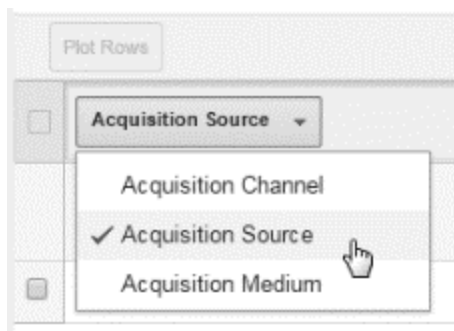 Plot Rows
Acquisition Source
Acquisition Channel
Acquisition Source
Acquisition Medium